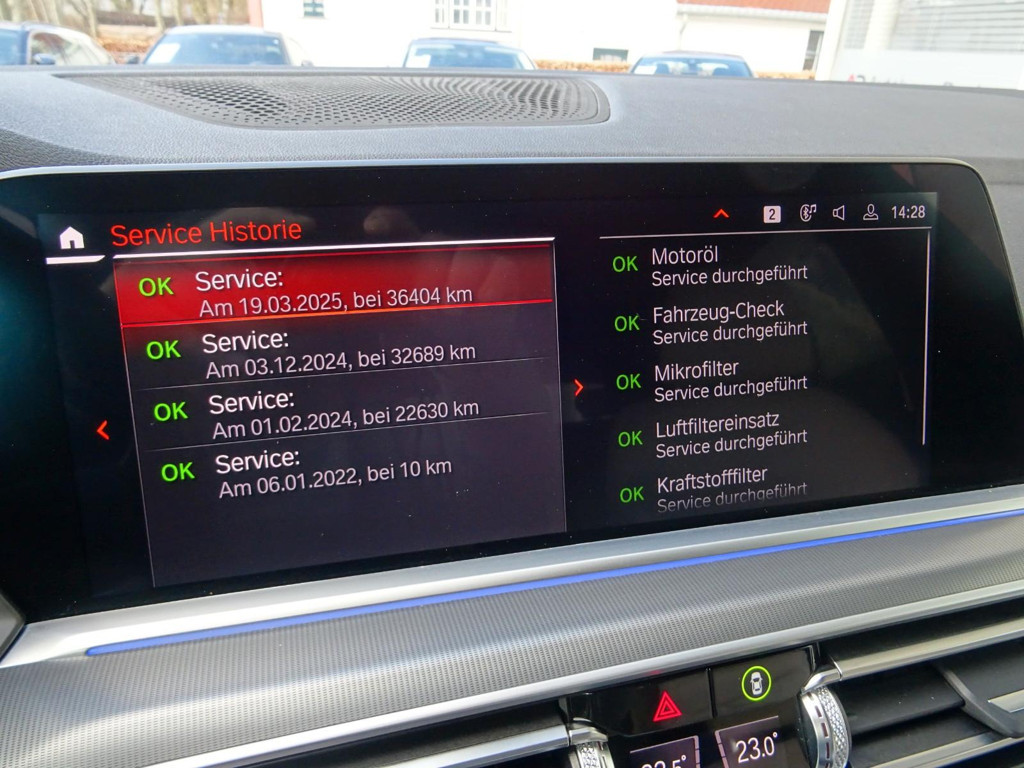 Service Historie
2
14:28
OK Service:
Am 19.03.2025, bei 36404 km
OK Service:
Am 03.12.2024, bei 32689 km
OK Service:
Am 01.02.2024, bei 22630 km
OK Service:
Am 06.01.2022, bei 10 km
OK Motoröl
Service durchgeführt
OK Fahrzeug-Check
Service durchgeführt
OK Mikrofilter
Service durchgeführt
OK Luftfiltereinsatz
Service durchgeführt
OK Kraftstofffilter
Service durchgeführt
23.0°